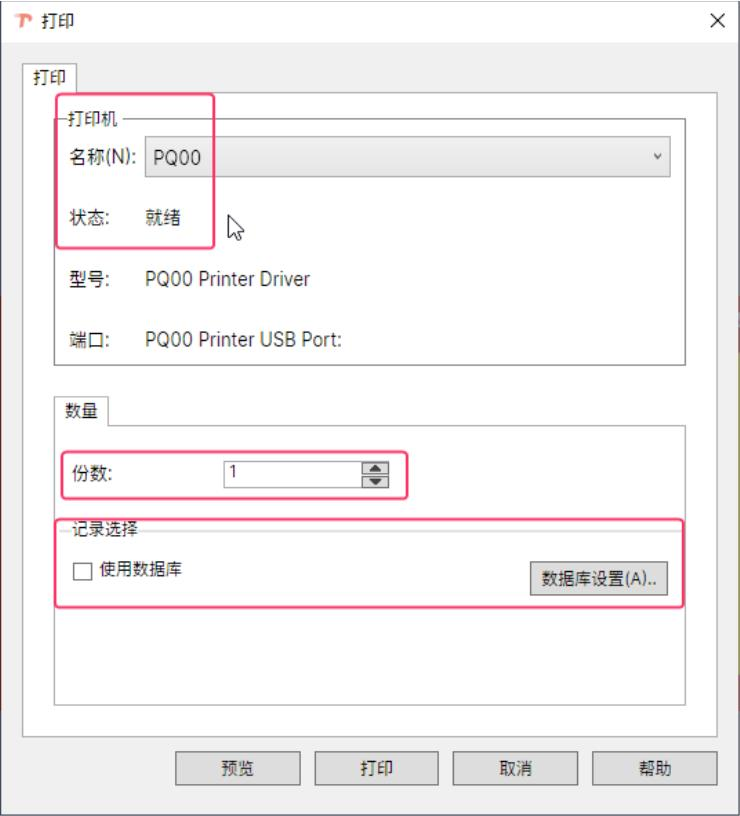 打印
打印
打印机
名称(N): PQ00
状态: 就绪
型号: PQ00 Printer Driver
端口: PQ00 Printer USB Port:
数量
份数: 1
记录选择
使用数据库
数据库设置(A)..
预览 打印 取消 帮助